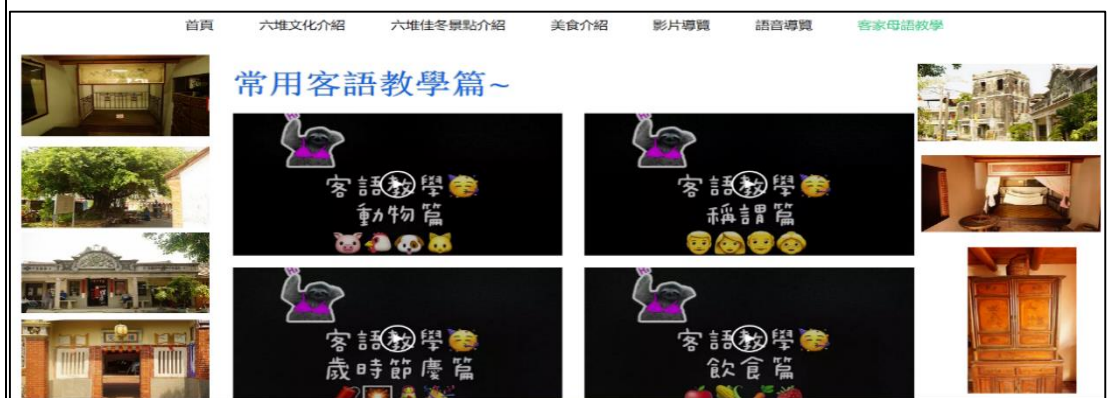 首頁 六堆文化介紹 六堆佳冬景點介紹 美食介紹 影片導覽 語音導覽 客家母語教學
常用客語教學篇~
客語教學
動物篇
客語教學
稱謂篇
客語教學
歲時節慶篇
客語教學
飲食篇